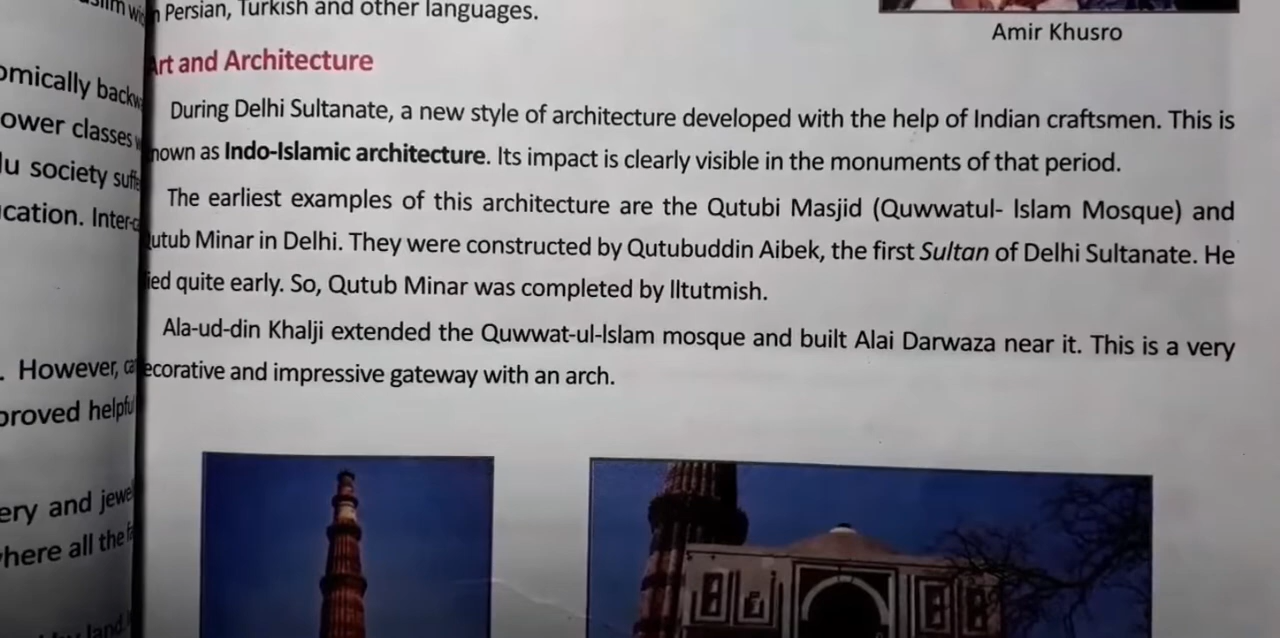 Persian, Turkish and other languages.
Amir Khusro
Art and Architecture
During Delhi Sultanate, a new style of architecture developed with the help of Indian craftsmen. This is
nown as Indo-Islamic architecture. Its impact is clearly visible in the monuments of that period.
The earliest examples of this architecture are the Qutubi Masjid (Quwwatul- Islam Mosque) and
utub Minar in Delhi. They were constructed by Qutubuddin Aibek, the first Sultan of Delhi Sultanate. He
ied quite early. So, Qutub Minar was completed by Iltutmish.
Ala-ud-din Khalji extended the Quwwat-ul-Islam mosque and built Alai Darwaza near it. This is a very
ecorative and impressive gateway with an arch.
omically
ower classes
u society
cation.
. However,
proved
ery and
here all the
land